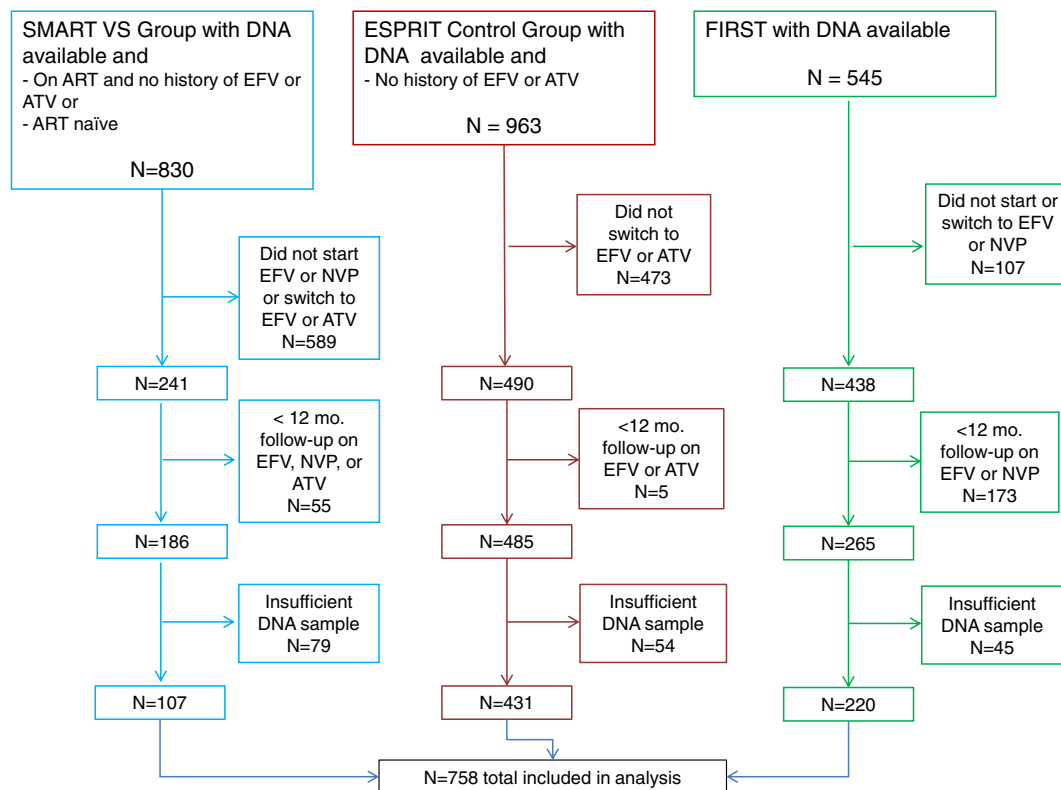 SMART VS Group with DNA
available and
- On ART and no history of EFV or
ATV or
- ART naïve
N=830
ESPRIT Control Group with
DNA available and
- No history of EFV or ATV
N = 963
FIRST with DNA available
N = 545
Did not start
EFV or NVP
or switch to
EFV or ATV
N=589
Did not
switch to
EFV or ATV
N=473
Did not start or
switch to EFV
or NVP
N=107
N=241
N=490
N=438
< 12 mo.
follow-up on
EFV, NVP, or
ATV
N=55
<12 mo.
follow-up on
EFV or ATV
N=5
<12 mo.
follow-up on
EFV or NVP
N=173
N=186
N=485
N=265
Insufficient
DNA sample
N=79
Insufficient
DNA sample
N=54
Insufficient
DNA sample
N=45
N=107
N=431
N=220
N=758 total included in analysis